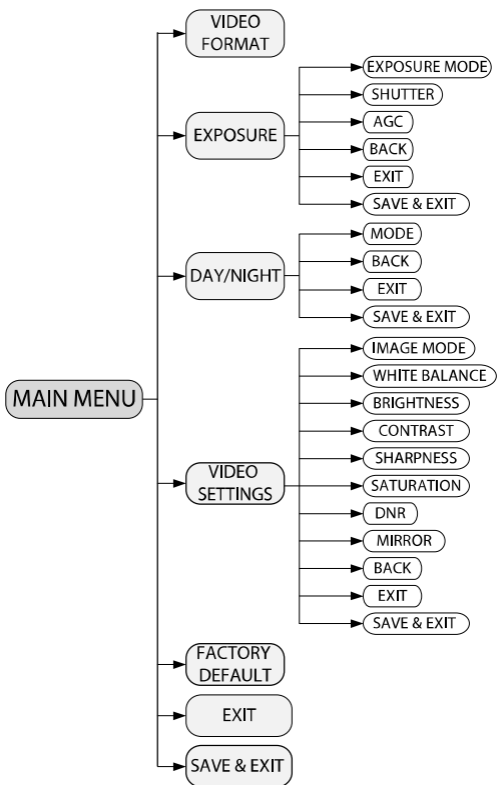 MAIN MENU
VIDEO
FORMAT
EXPOSURE
EXPOSURE MODE
SHUTTER
AGC
BACK
EXIT
SAVE & EXIT
DAY/NIGHT
MODE
BACK
EXIT
SAVE & EXIT
VIDEO
SETTINGS
IMAGE MODE
WHITE BALANCE
BRIGHTNESS
CONTRAST
SHARPNESS
SATURATION
DNR
MIRROR
BACK
EXIT
SAVE & EXIT
FACTORY
DEFAULT
EXIT
SAVE & EXIT